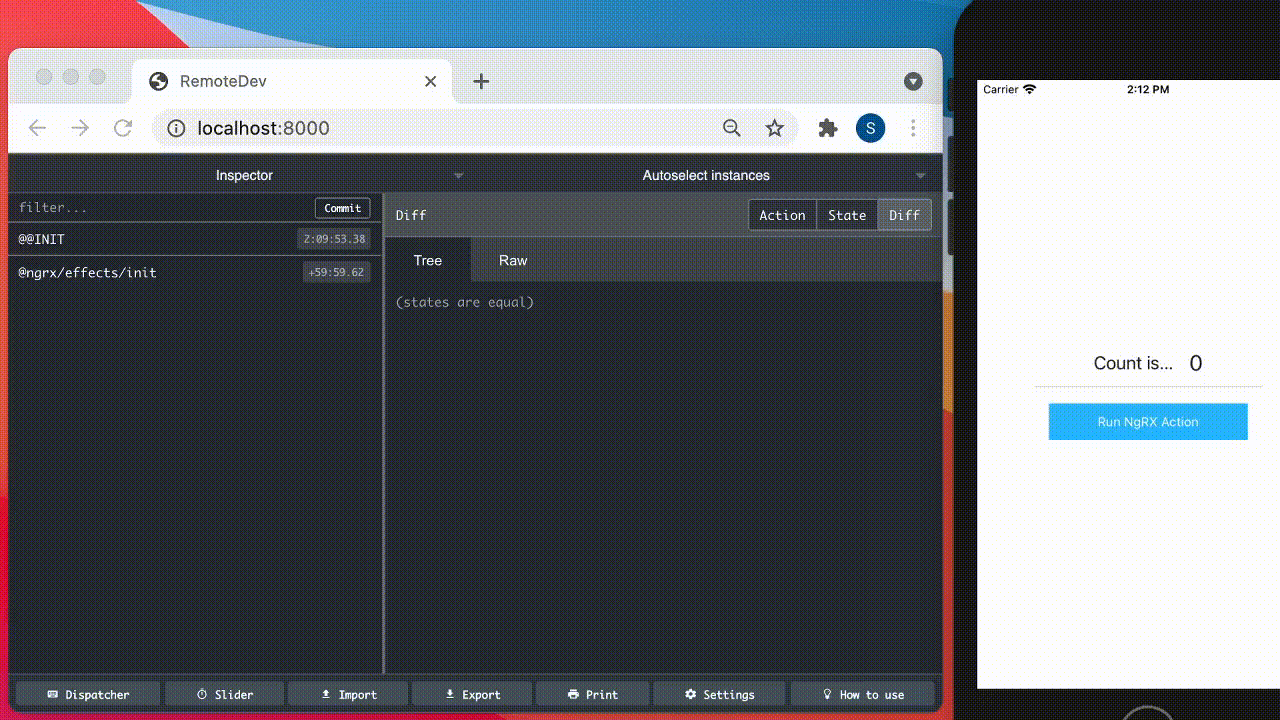 RemoteDev
localhost:8000
S
Inspector
Autoselect instances
filter...
Commit
@@INIT
2:09:53.38
@ngrx/effects/init
+59:59.62
Diff
Action
State
Diff
Tree
Raw
(states are equal)
Dispatcher
Slider
Import
Export
Print
Settings
How to use
Carrier
2:12 PM
Count is... 0
Run NgRX Action